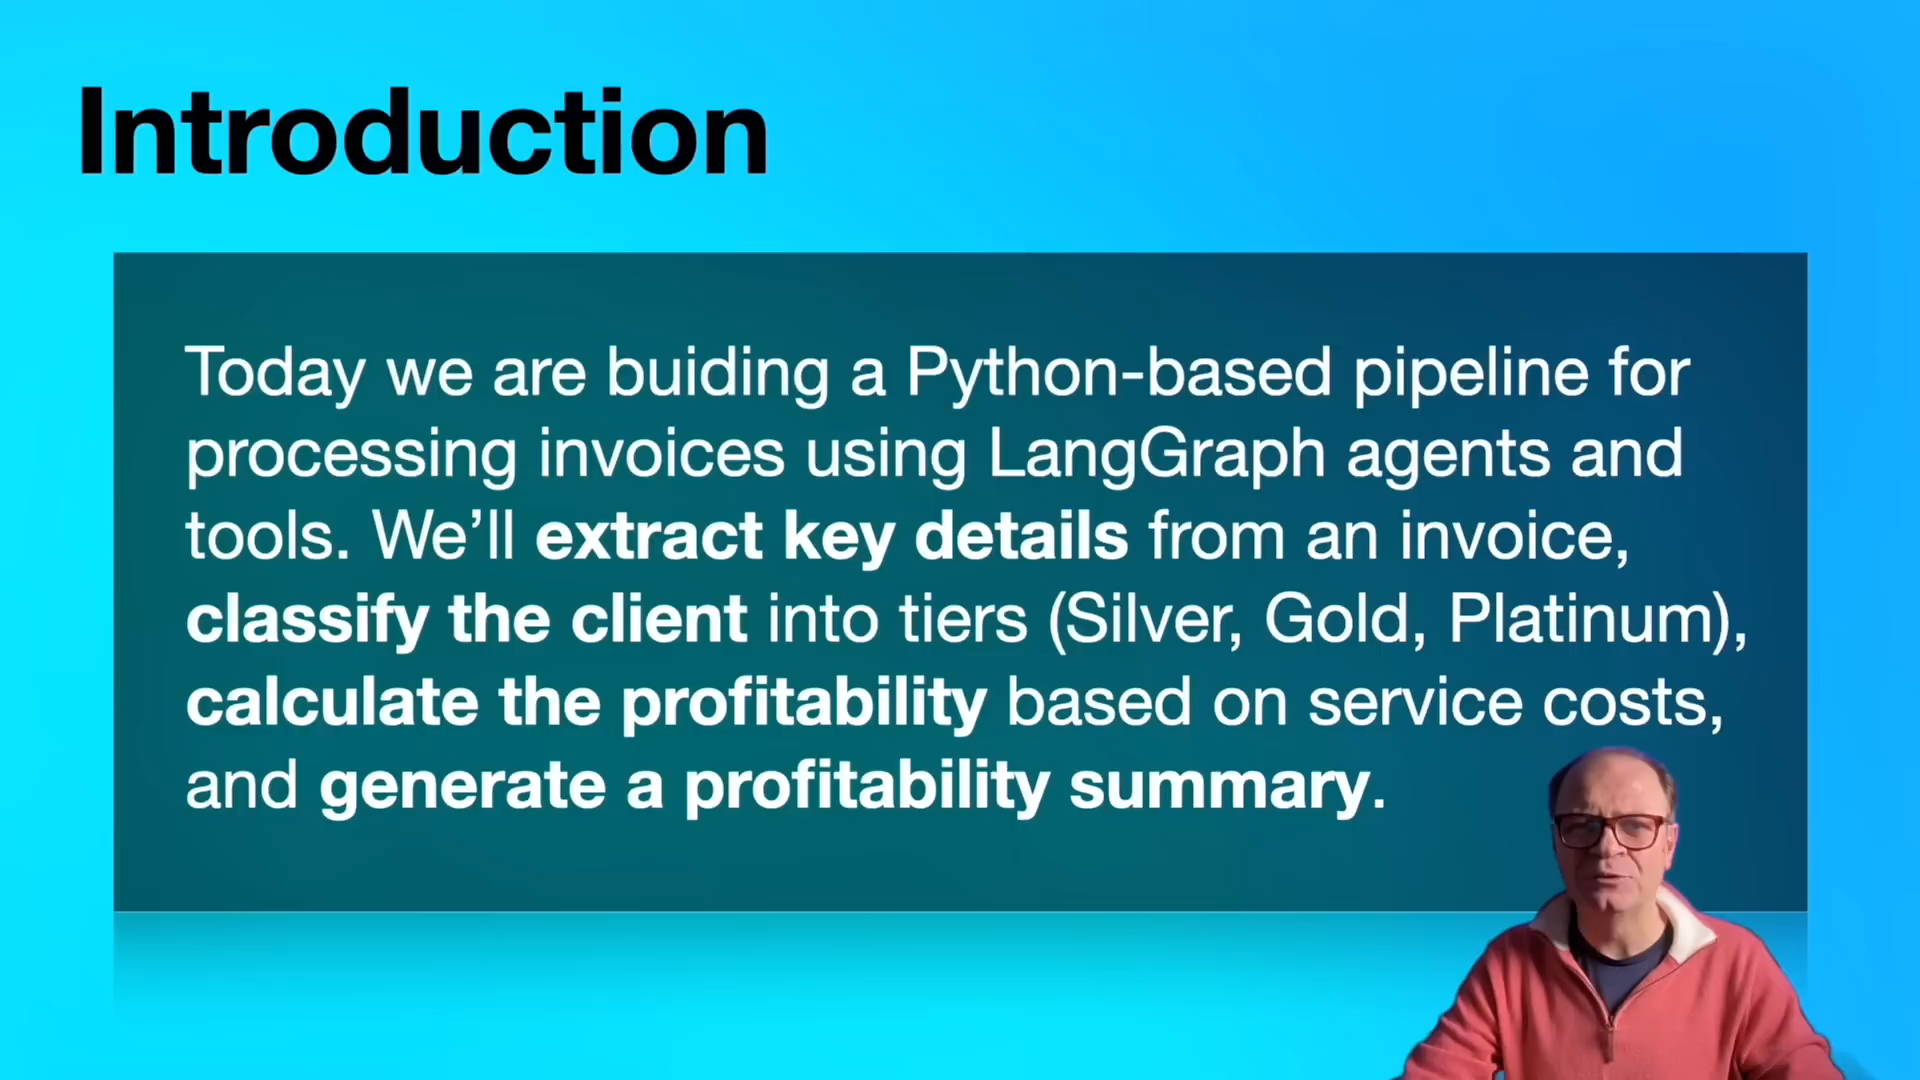 Introduction
Today we are buiding a Python-based pipeline for
processing invoices using LangGraph agents and
tools. We’ll extract key details from an invoice,
classify the client into tiers (Silver, Gold, Platinum),
calculate the profitability based on service costs,
and generate a profitability summary.